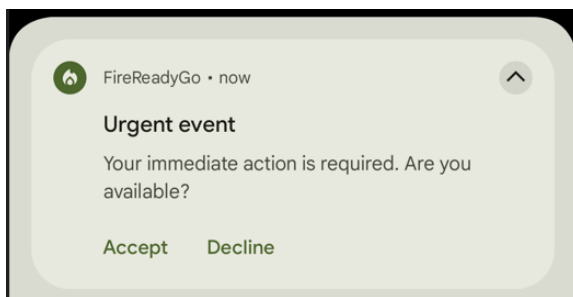 FireReadyGo • now
Urgent event
Your immediate action is required. Are you
available?
Accept Decline